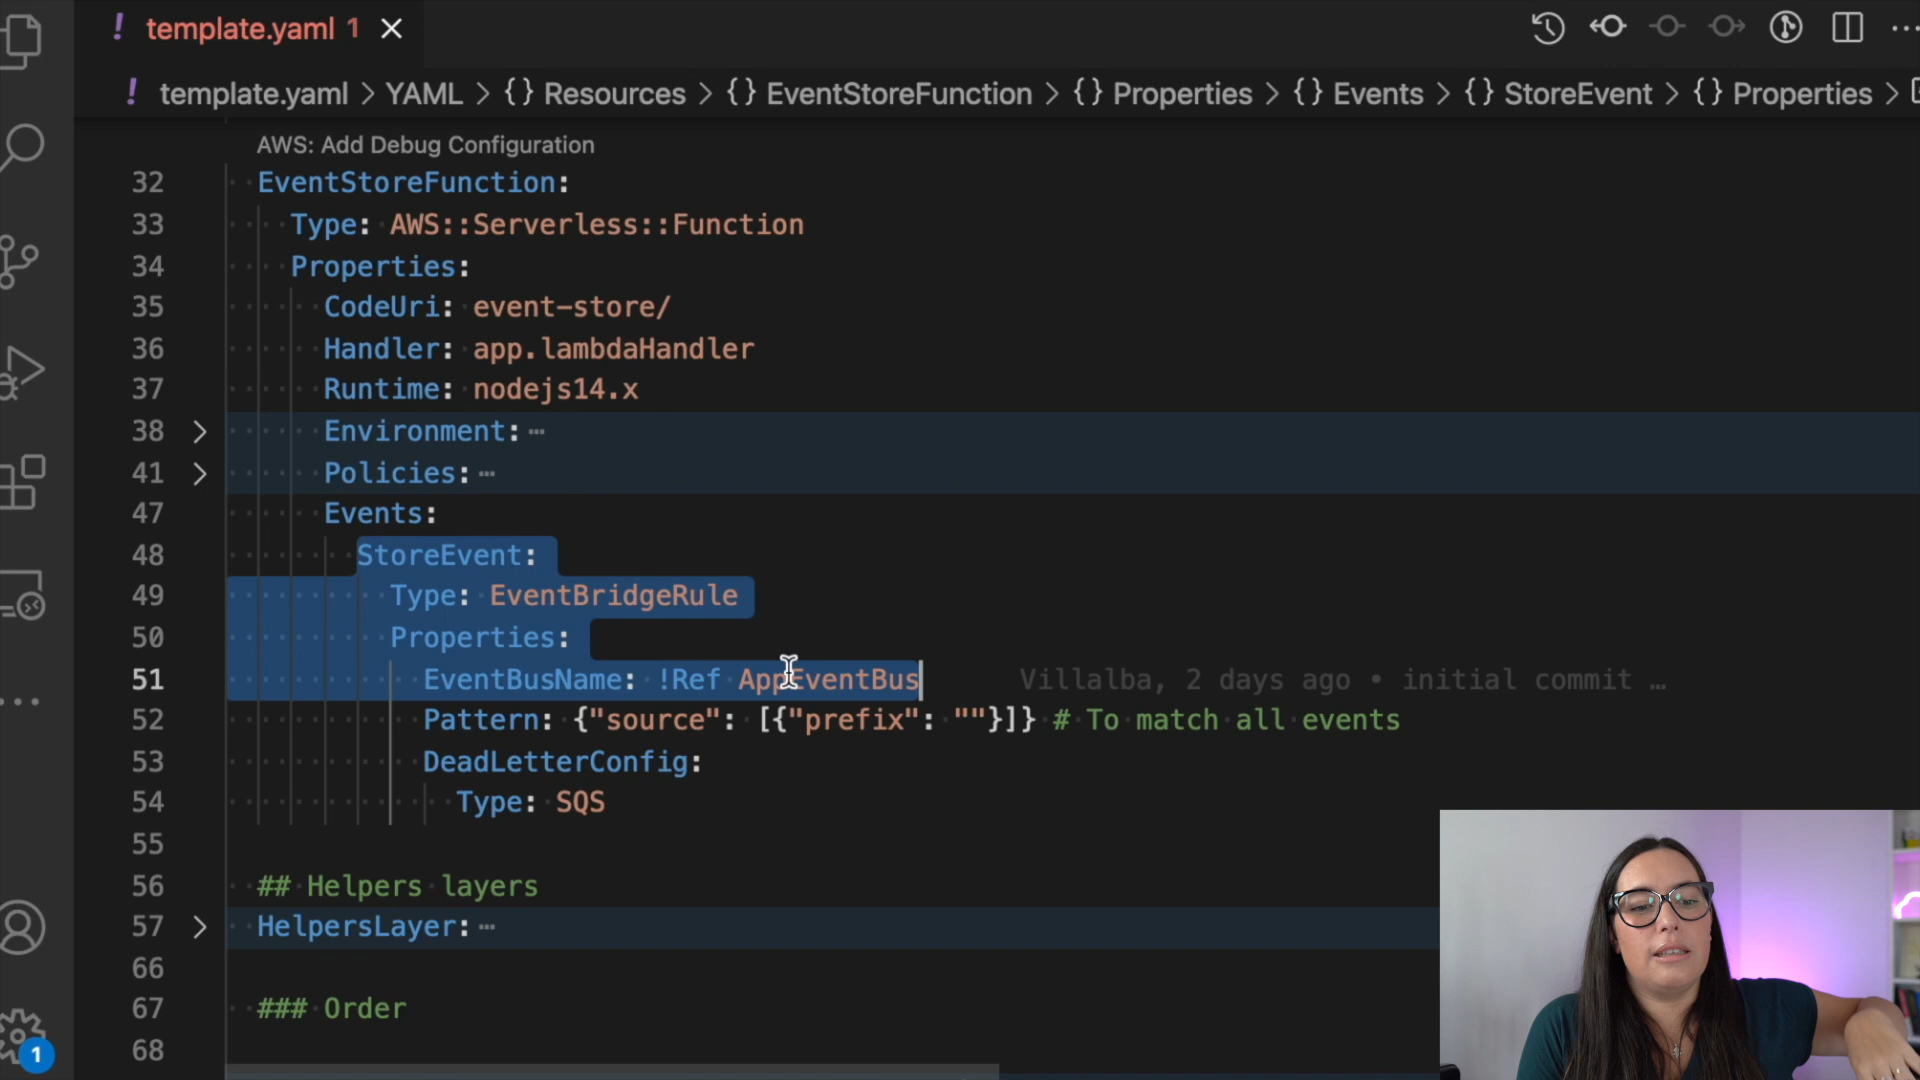 ! template.yaml 1
! template.yaml > YAML > {} Resources > {} EventStoreFunction > {} Properties > {} Events > {} StoreEvent > {} Properties >
AWS: Add Debug Configuration
32 EventStoreFunction:
33 Type: AWS::Serverless::Function
34 Properties:
35 CodeUri: event-store/
36 Handler: app.lambdaHandler
37 Runtime: nodejs14.x
38 > Environment: …
41 > Policies: …
47 Events:
48 StoreEvent:
49 Type: EventBridgeRule
50 Properties:
51 EventBusName: !Ref AppEventBus Villalba, 2 days ago • initial commit …
52 Pattern: {"source": [{"prefix": ""}]} # To match all events
53 DeadLetterConfig:
54 Type: SQS
55
56 ## Helpers layers
57 > HelpersLayer: …
66
67 ### Order
68
1